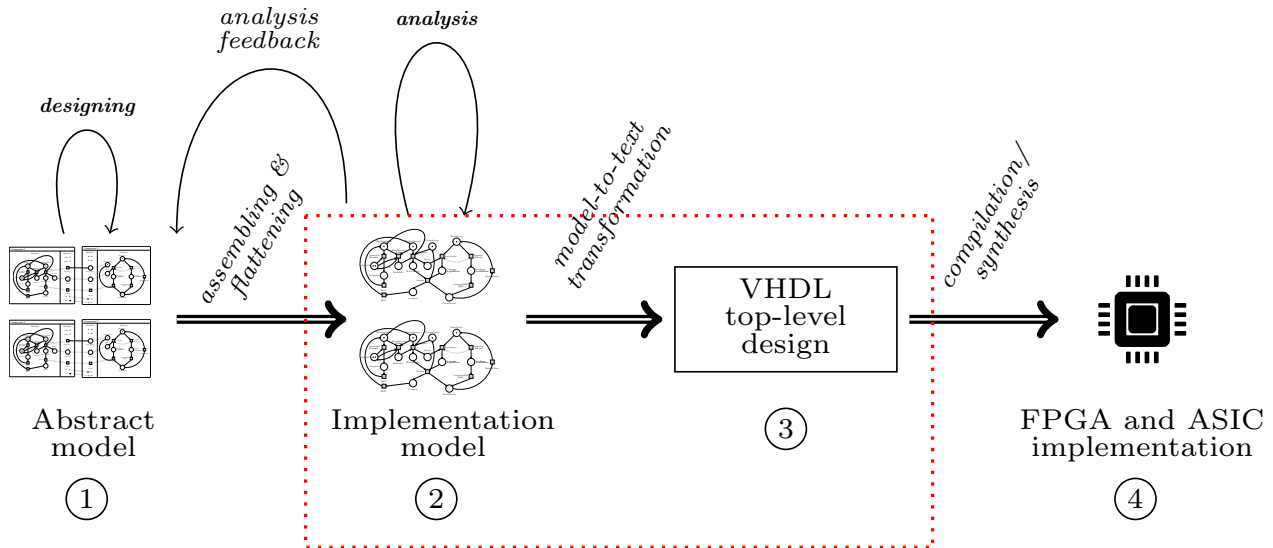 analysis
feedback
analysis
designing
assembling &
flattening
model-to-text
transformation
compilation/
synthesis
VHDL
top-level
design
Abstract
model
1
Implementation
model
2
3
FPGA and ASIC
implementation
4